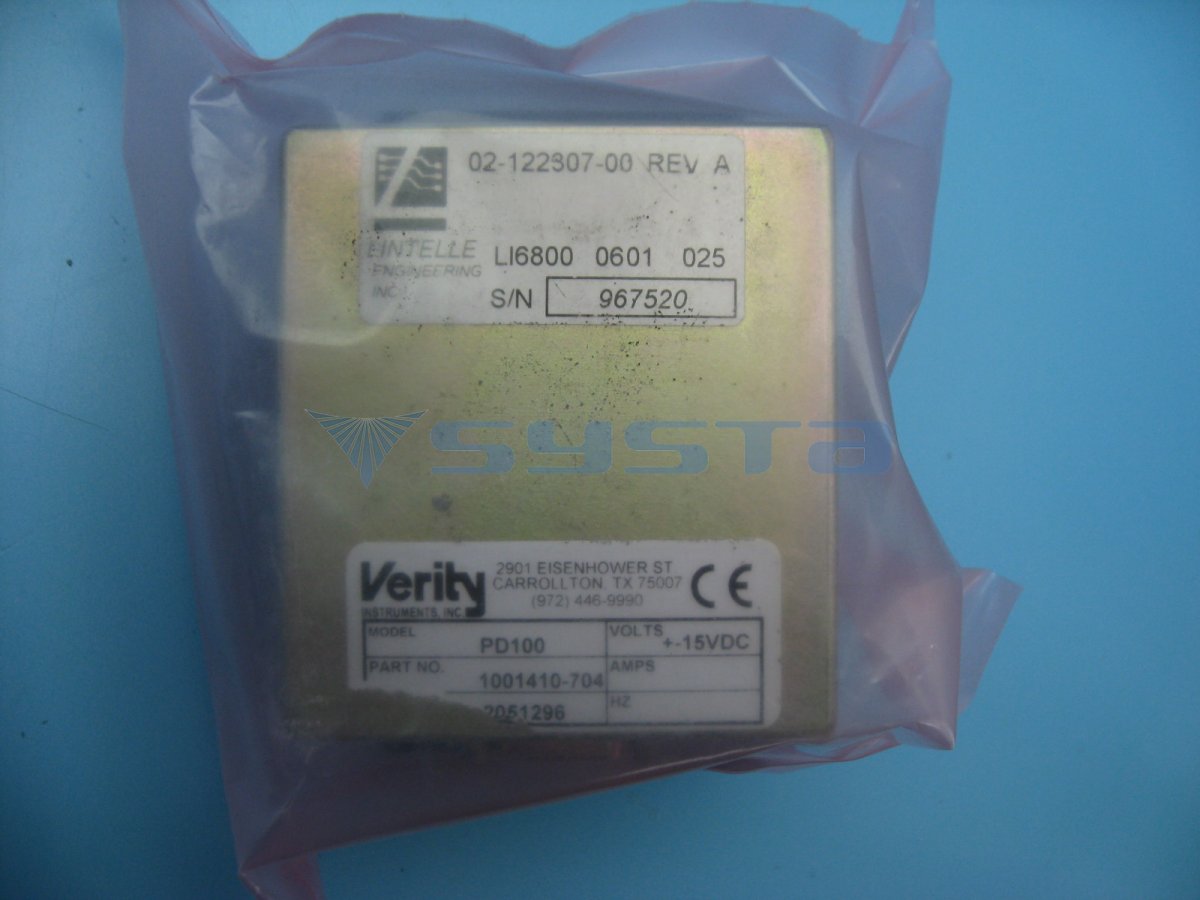 02-122307-00 REV A
LINTELLE
ENGINEERING
INC
LI6800 0601 025
S/N 967520
systa
Verity
INSTRUMENTS, INC.
2901 EISENHOWER ST
CARROLLTON, TX 75007
(972) 446-9990
CE
MODEL PD100
VOLTS +-15VDC
PART NO. 1001410-704
AMPS
2051296
HZ